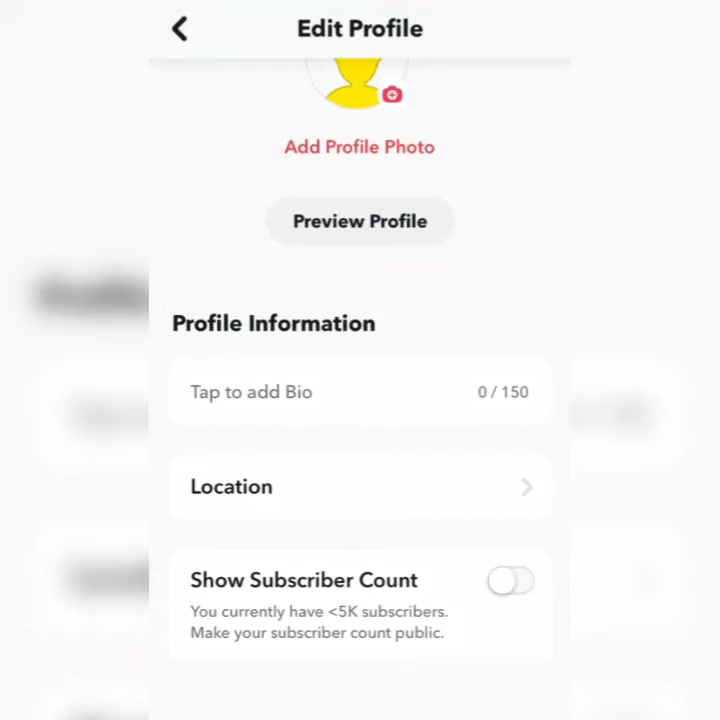 Edit Profile
Add Profile Photo
Preview Profile
Profile Information
Tap to add Bio 0 / 150
Location
Show Subscriber Count
You currently have <5K subscribers.
Make your subscriber count public.